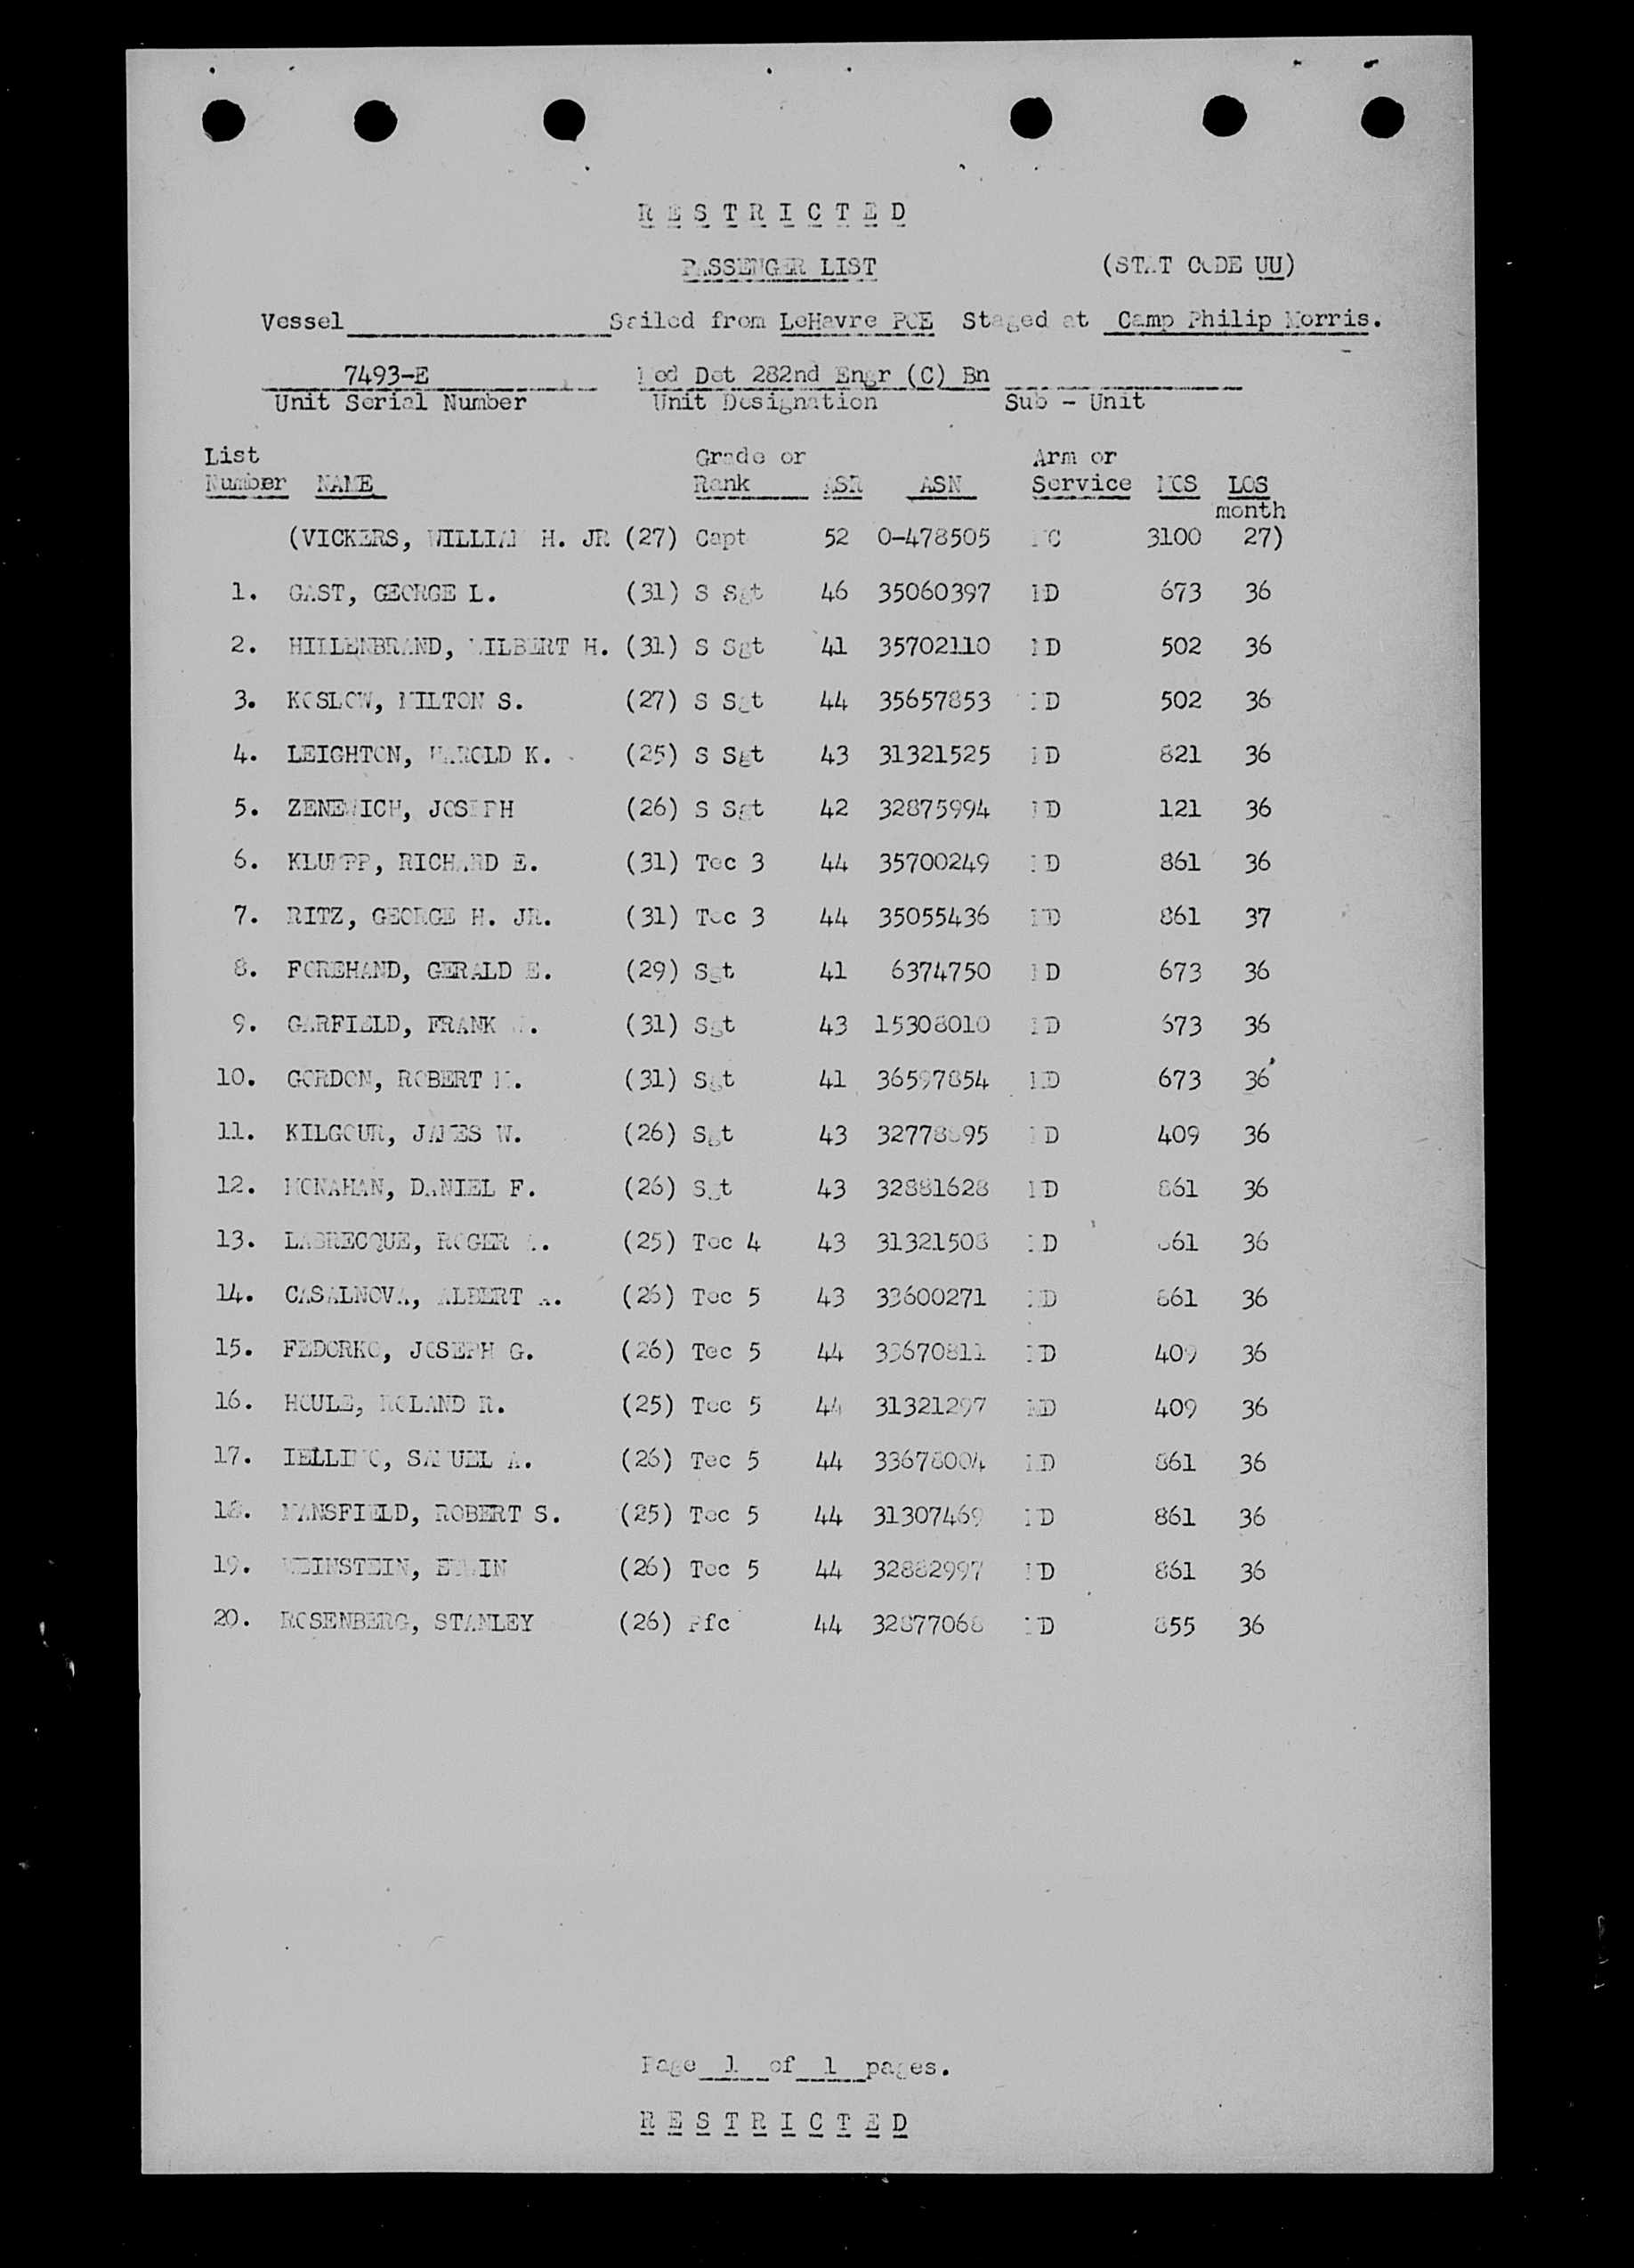 RESTRICTED
PASSENGER LIST (STAT CODE UU)
Vessel Sailed from LeHavre POE Staged at Camp Philip Morris.
7493-E Med Det 282nd Engr (C) Bn
Unit Serial Number Unit Designation Sub - Unit
List Grade or Arm or
Number NAME Rank ASR ASN Service MOS LOS
month
(VICKERS, WILLIAM H. JR (27) Capt 52 O-478505 MC 3100 27)
1. GAST, GEORGE L. (31) S Sgt 46 35060397 MD 673 36
2. HILLENBRAND, WILBERT H. (31) S Sgt 41 35702110 MD 502 36
3. KOSLOW, MILTON S. (27) S Sgt 44 35657853 MD 502 36
4. LEIGHTON, HAROLD K. (25) S Sgt 43 31321525 MD 821 36
5. ZENEWICH, JOSEPH (26) S Sgt 42 32875994 MD 121 36
6. KLUMPP, RICHARD E. (31) Tec 3 44 35700249 MD 861 36
7. RITZ, GEORGE H. JR. (31) Tec 3 44 35055436 MD 861 37
8. FOREHAND, GERALD E. (29) Sgt 41 6374750 MD 673 36
9. GARFIELD, FRANK (31) Sgt 43 15308010 MD 673 36
10. GORDON, ROBERT M. (31) Sgt 41 36597854 MD 673 36
11. KILGOUR, JAMES W. (26) Sgt 43 32778895 MD 409 36
12. MONAHAN, DANIEL F. (26) Sgt 43 32881628 MD 861 36
13. LABRECQUE, ROGER A. (25) Tec 4 43 31321508 MD 861 36
14. CASALNOVA, ALBERT A. (26) Tec 5 43 33600271 MD 861 36
15. FEDORKO, JOSEPH G. (26) Tec 5 44 33670811 MD 409 36
16. HOULE, ROLAND R. (25) Tec 5 44 31321297 MD 409 36
17. IELLIMO, SAMUEL A. (26) Tec 5 44 33678004 MD 861 36
18. MANSFIELD, ROBERT S. (25) Tec 5 44 31307469 MD 861 36
19. WEINSTEIN, EDWIN (26) Tec 5 44 32882997 MD 861 36
20. ROSENBERG, STANLEY (26) Pfc 44 32877068 MD 855 36
Page 1 of 1 pages.
RESTRICTED